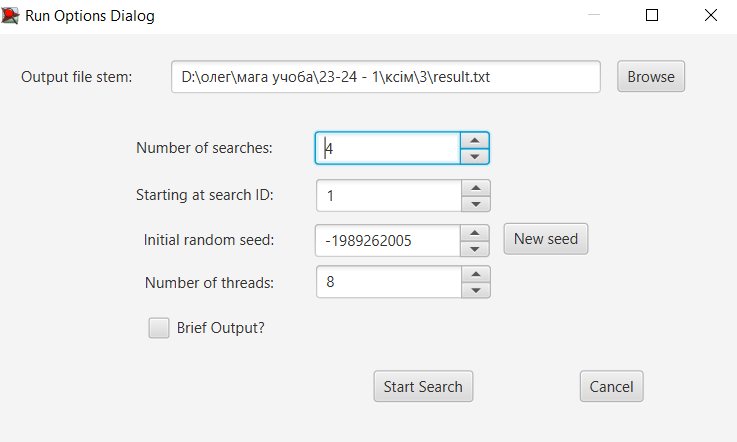 Run Options Dialog
Output file stem: D:\олег\мага учоба\23-24 - 1\ксім\3\result.txt Browse
Number of searches: 4
Starting at search ID: 1
Initial random seed: -1989262005 New seed
Number of threads: 8
Brief Output?
Start Search Cancel